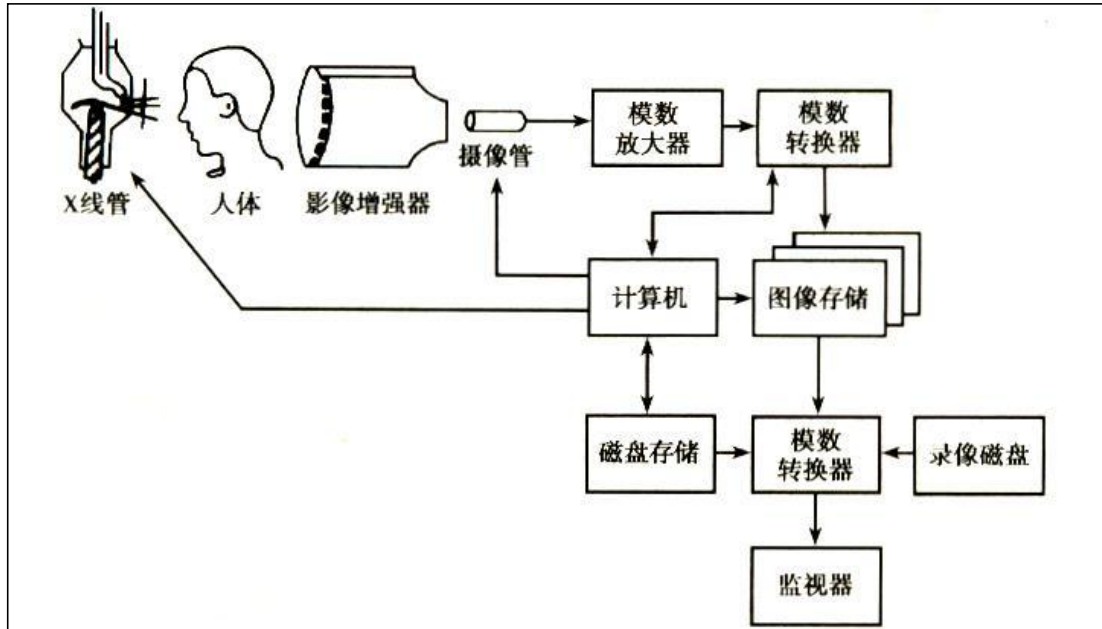 模数
放大器
模数
转换器
摄像管
X线管
人体
影像增强器
计算机
图像存储
磁盘存储
模数
转换器
录像磁盘
监视器